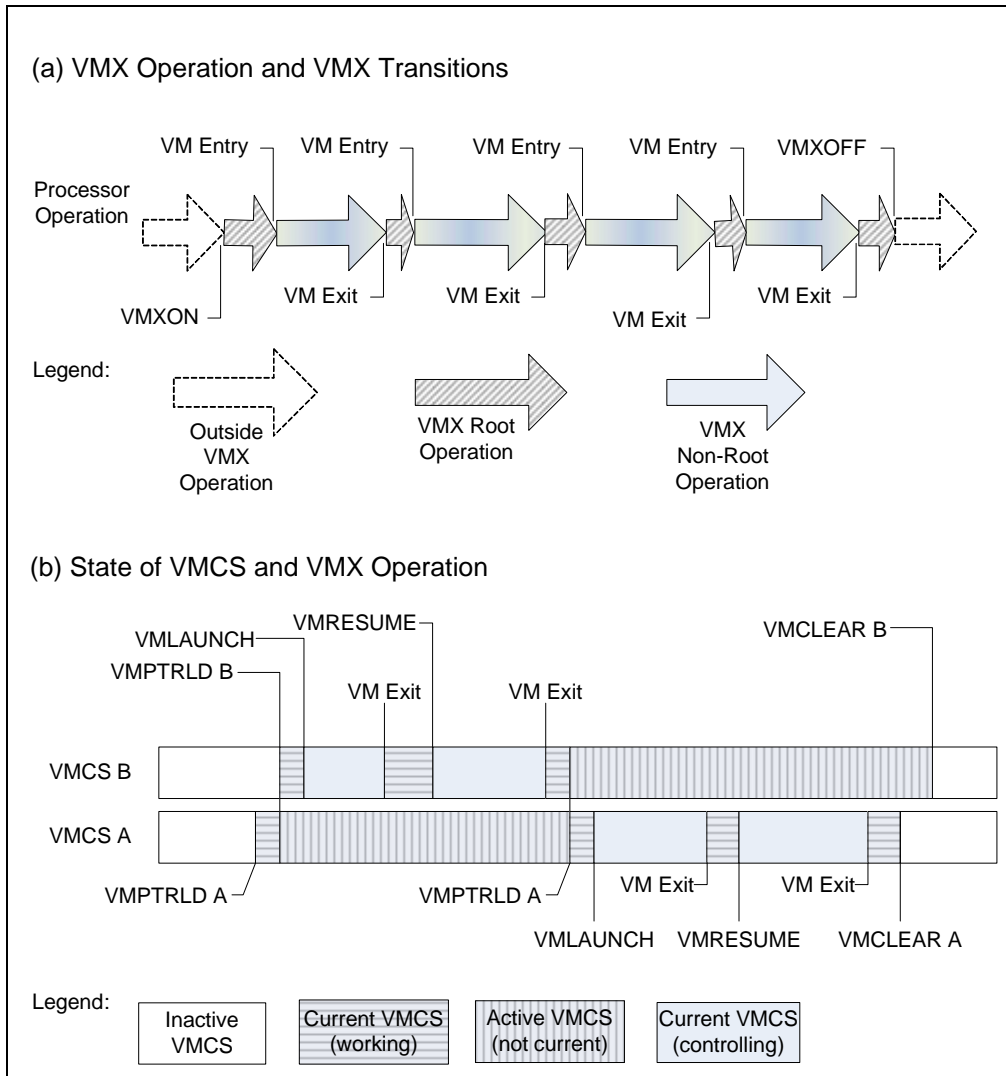 (a) VMX Operation and VMX Transitions
VM Entry
VM Entry
VM Entry
VM Entry
VMXOFF
Processor
Operation
VM Exit
VM Exit
VM Exit
VM Exit
VMXON
Legend:
Outside
VMX
Operation
VMX Root
Operation
VMX
Non-Root
Operation
(b) State of VMCS and VMX Operation
VMLAUNCH
VMRESUME
VMCLEAR B
VMPTRLD B
VM Exit
VM Exit
VMCS B
VMCS A
VMPTRLD A
VMPTRLD A
VM Exit
VM Exit
VMLAUNCH
VMRESUME
VMCLEAR A
Legend:
Inactive
VMCS
Current VMCS
(working)
Active VMCS
(not current)
Current VMCS
(controlling)